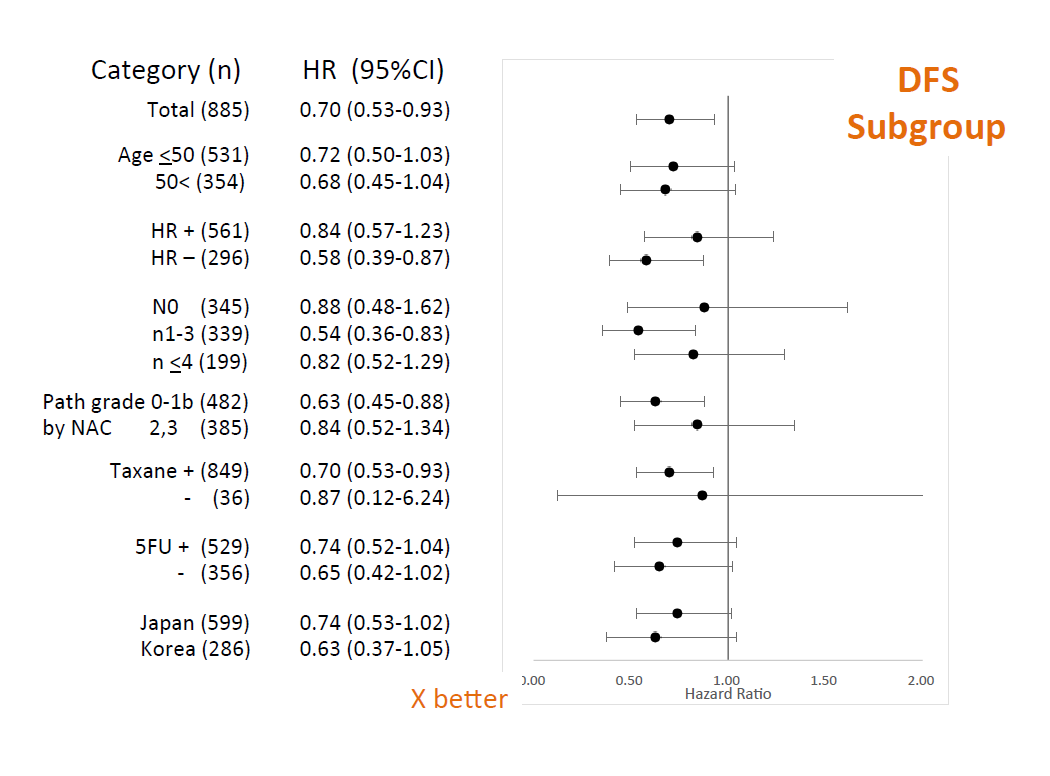 Category (n) HR (95%CI)
DFS
Subgroup
Total (885) 0.70 (0.53-0.93)
Age <50 (531) 0.72 (0.50-1.03)
50< (354) 0.68 (0.45-1.04)
HR + (561) 0.84 (0.57-1.23)
HR – (296) 0.58 (0.39-0.87)
N0 (345) 0.88 (0.48-1.62)
n1-3 (339) 0.54 (0.36-0.83)
n <4 (199) 0.82 (0.52-1.29)
Path grade 0-1b (482) 0.63 (0.45-0.88)
by NAC 2,3 (385) 0.84 (0.52-1.34)
Taxane + (849) 0.70 (0.53-0.93)
- (36) 0.87 (0.12-6.24)
5FU + (529) 0.74 (0.52-1.04)
- (356) 0.65 (0.42-1.02)
Japan (599) 0.74 (0.53-1.02)
Korea (286) 0.63 (0.37-1.05)
0.00 0.50 1.00 1.50 2.00
Hazard Ratio
X better